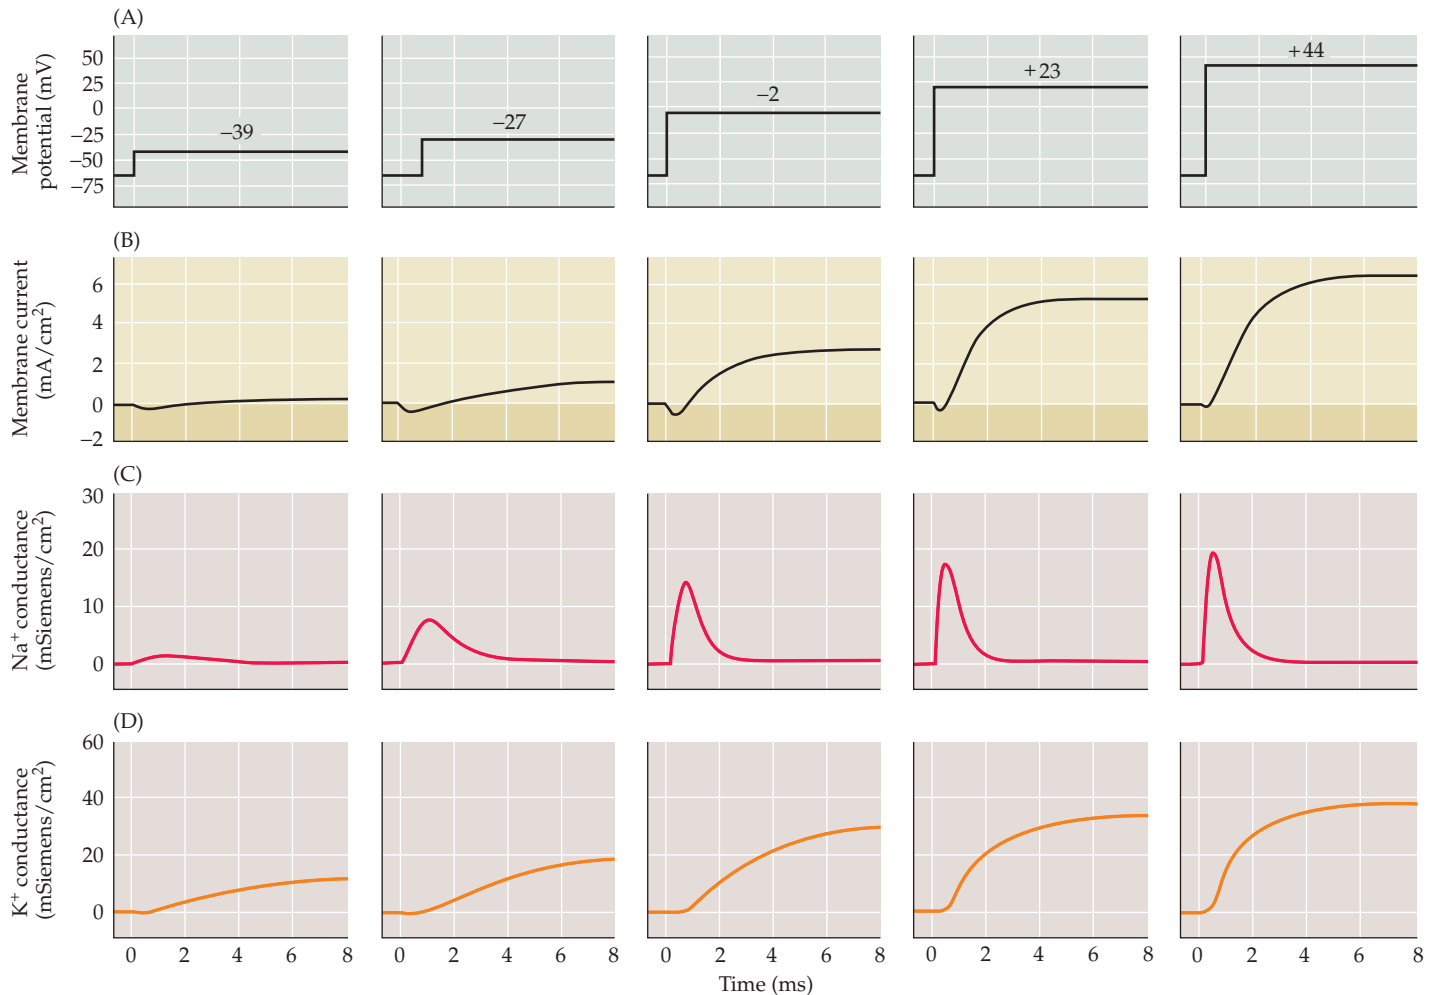 (A)
Membrane
potential (mV)
50
25
0
−25
−50
−75
−39
−27
−2
+23
+44
(B)
Membrane current
(mA/cm²)
6
4
2
0
−2
(C)
Na⁺ conductance
(mSiemens/cm²)
30
20
10
0
(D)
K⁺ conductance
(mSiemens/cm²)
60
40
20
0
0 2 4 6 8 0 2 4 6 8 0 2 4 6 8 0 2 4 6 8 0 2 4 6 8
Time (ms)